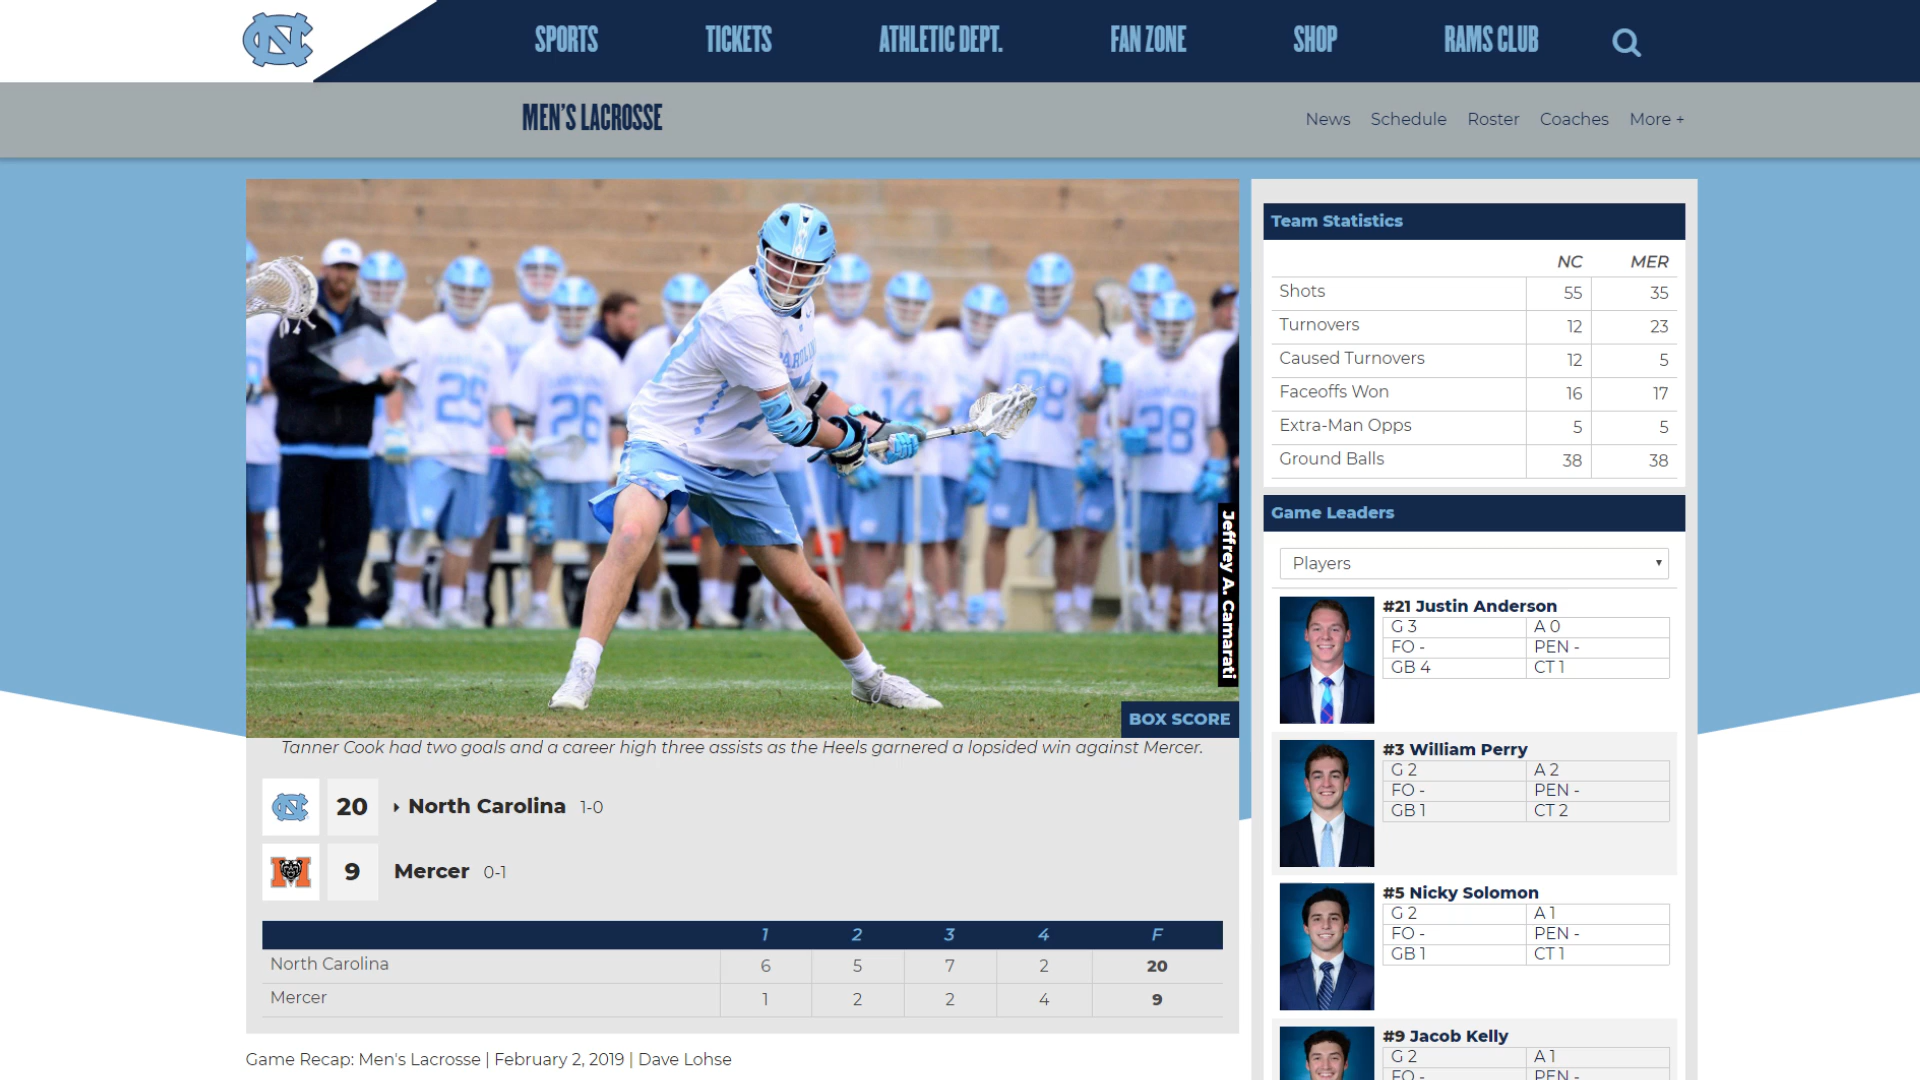 SPORTS TICKETS ATHLETIC DEPT. FAN ZONE SHOP RAMS CLUB
MEN'S LACROSSE
News Schedule Roster Coaches More +
25
26
14
28
Jeffrey A. Camarati
BOX SCORE
Tanner Cook had two goals and a career high three assists as the Heels garnered a lopsided win against Mercer.
20 North Carolina 1-0
9 Mercer 0-1
1 2 3 4 F
North Carolina 6 5 7 2 20
Mercer 1 2 2 4 9
Game Recap: Men's Lacrosse | February 2, 2019 | Dave Lohse
Team Statistics
NC MER
Shots 55 35
Turnovers 12 23
Caused Turnovers 12 5
Faceoffs Won 16 17
Extra-Man Opps 5 5
Ground Balls 38 38
Game Leaders
Players
#21 Justin Anderson
G 3 A 0
FO - PEN -
GB 4 CT 1
#3 William Perry
G 2 A 2
FO - PEN -
GB 1 CT 2
#5 Nicky Solomon
G 2 A 1
FO - PEN -
GB 1 CT 1
#9 Jacob Kelly
G 2 A 1
FO - PEN -